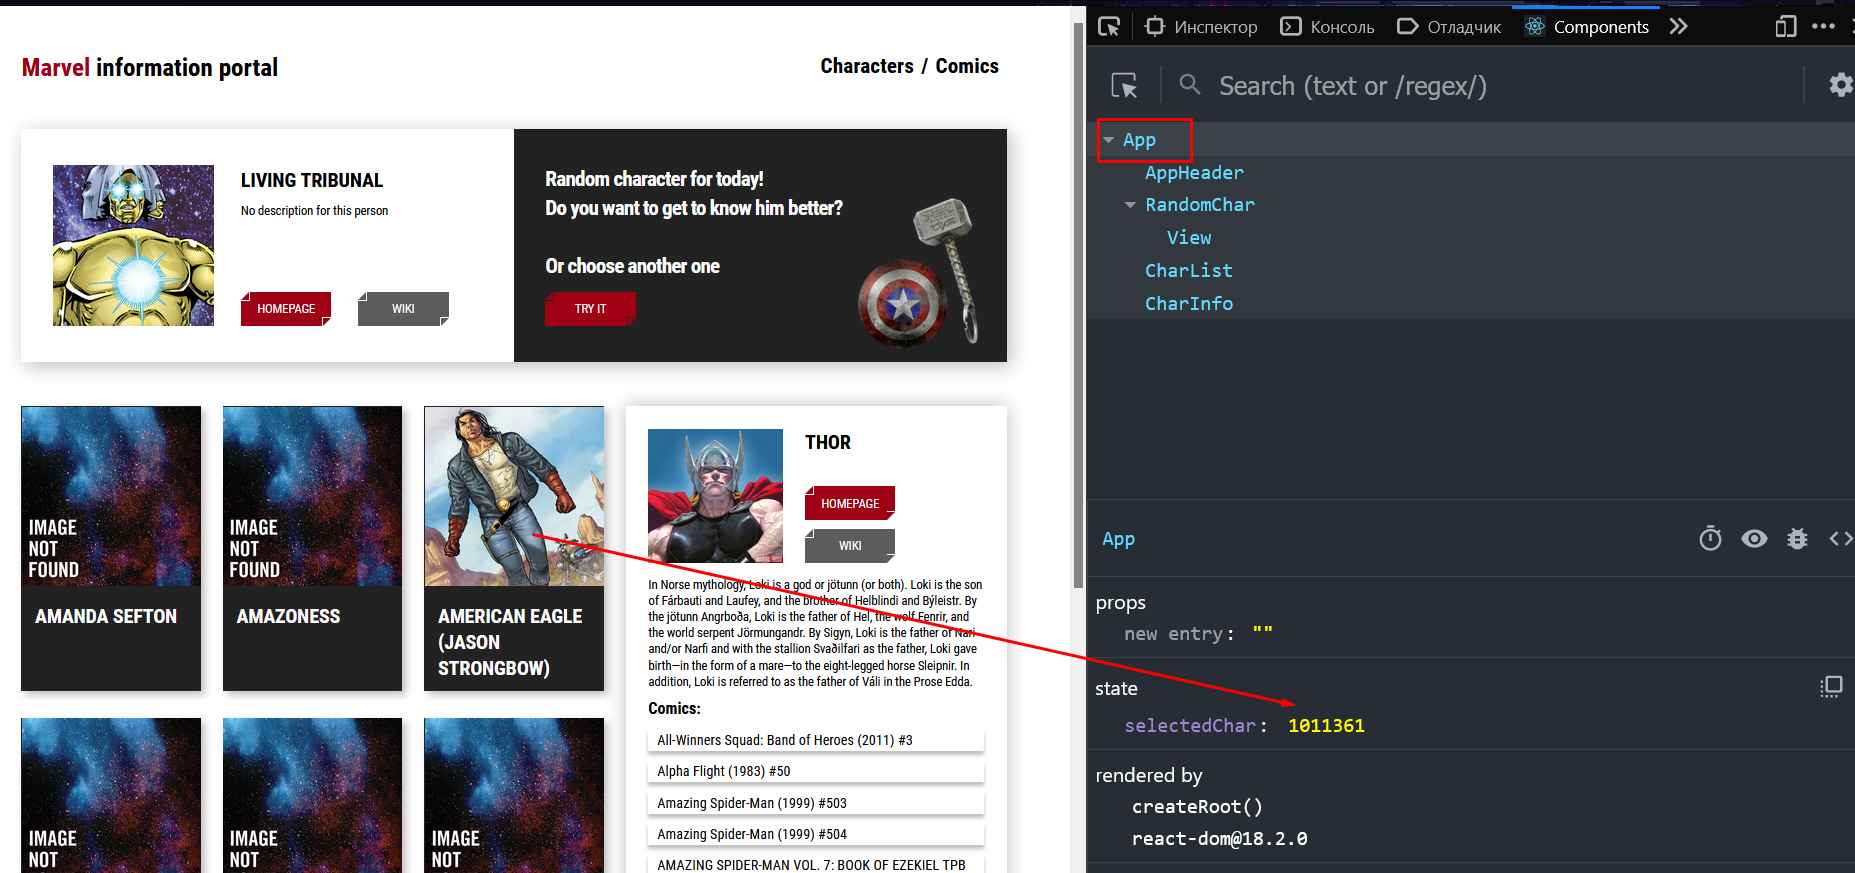 Marvel information portal
Characters / Comics
LIVING TRIBUNAL
No description for this person
HOMEPAGE
WIKI
Random character for today!
Do you want to get to know him better?
Or choose another one
TRY IT
IMAGE
NOT
FOUND
AMANDA SEFTON
IMAGE
NOT
FOUND
AMAZONESS
AMERICAN EAGLE
(JASON
STRONGBOW)
IMAGE
NOT
IMAGE
NOT
IMAGE
NOT
THOR
HOMEPAGE
WIKI
In Norse mythology, Loki is a god or jötunn (or both). Loki is the son
of Fárbauti and Laufey, and the brother of Helblindi and Býleistr. By
the jötunn Angrboða, Loki is the father of Hel, the wolf Fenrir, and
the world serpent Jörmungandr. By Sigyn, Loki is the father of Nari
and/or Narfi and with the stallion Svaðilfari as the father, Loki gave
birth—in the form of a mare—to the eight-legged horse Sleipnir. In
addition, Loki is referred to as the father of Váli in the Prose Edda.
Comics:
All-Winners Squad: Band of Heroes (2011) #3
Alpha Flight (1983) #50
Amazing Spider-Man (1999) #503
Amazing Spider-Man (1999) #504
AMAZING SPIDER-MAN VOL. 7: BOOK OF EZEKIEL TPB
Инспектор
Консоль
Отладчик
Components
Search (text or /regex/)
App
AppHeader
RandomChar
View
CharList
CharInfo
App
props
new entry: ""
state
selectedChar: 1011361
rendered by
createRoot()
react-dom@18.2.0